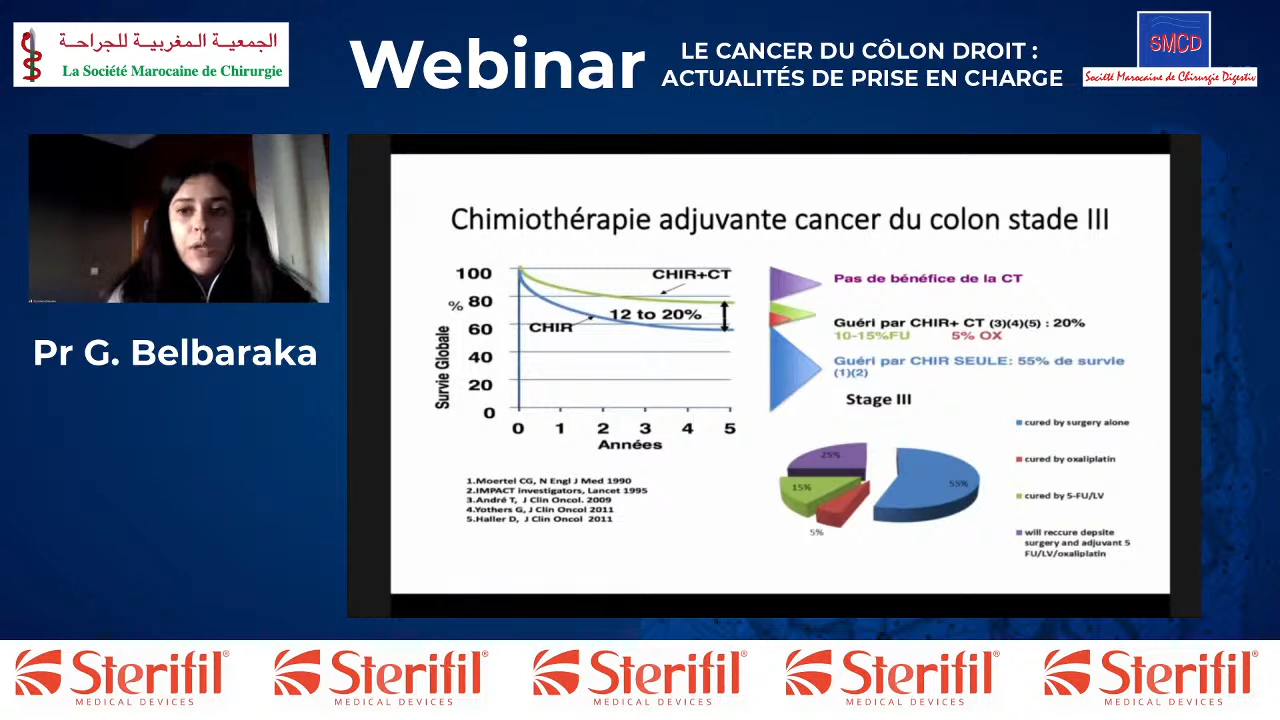 الجمعية المغربية للجراحة
La Société Marocaine de Chirurgie
Webinar
LE CANCER DU CÔLON DROIT :
ACTUALITÉS DE PRISE EN CHARGE
SMCD
Société Marocaine de Chirurgie Digestiv
Pr G. Belbaraka
Chimiothérapie adjuvante cancer du colon stade III
100
80
60
40
20
0
%
Survie Globale
CHIR+CT
12 to 20%
CHIR
0 1 2 3 4 5
Années
1.Moertel CG, N Engl J Med 1990
2.IMPACT investigators, Lancet 1995
3.André T, J Clin Oncol. 2009
4.Yothers G, J Clin Oncol 2011
5.Haller D, J Clin Oncol 2011
Pas de bénéfice de la CT
Guéri par CHIR+ CT (3)(4)(5) : 20%
10-15%FU 5% OX
Guéri par CHIR SEULE: 55% de survie
(1)(2)
Stage III
25%
15%
5%
55%
cured by surgery alone
cured by oxaliplatin
cured by 5-FU/LV
will reccure depsite
surgery and adjuvant 5
FU/LV/oxaliplatin
Sterifil®
MEDICAL DEVICES
Sterifil®
MEDICAL DEVICES
Sterifil®
MEDICAL DEVICES
Sterifil®
MEDICAL DEVICES
Sterifil®
MEDICAL DEVICES